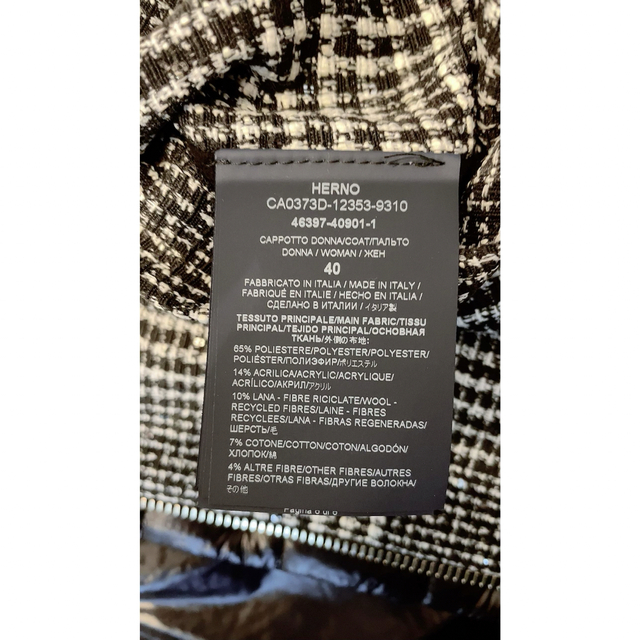 HERNO
CA0373D-12353-9310
46397-40901-1
CAPPOTTO DONNA/COAT/ПАЛЬТО
DONNA / WOMAN / ЖЕН
40
FABBRICATO IN ITALIA / MADE IN ITALY /
FABRIQUÉ EN ITALIE / HECHO EN ITALIA /
СДЕЛАНО В ИТАЛИИ / イタリア製
TESSUTO PRINCIPALE/MAIN FABRIC/TISSU
PRINCIPAL/TEJIDO PRINCIPAL/ОСНОВНАЯ
ТКАНЬ/外側の布地:
65% POLIESTERE/POLYESTER/POLYESTER/
POLIÉSTER/ПОЛИЭФИР/ポリエステル
14% ACRILICA/ACRYLIC/ACRYLIQUE/
ACRÍLICO/АКРИЛ/アクリル
10% LANA - FIBRE RICICLATE/WOOL -
RECYCLED FIBRES/LAINE - FIBRES
RECYCLEES/LANA - FIBRAS REGENERADAS/
ШЕРСТЬ/毛
7% COTONE/COTTON/COTON/ALGODÓN/
ХЛОПОК/綿
4% ALTRE FIBRE/OTHER FIBRES/AUTRES
FIBRES/OTRAS FIBRAS/ДРУГИЕ ВОЛОКНА/
その他